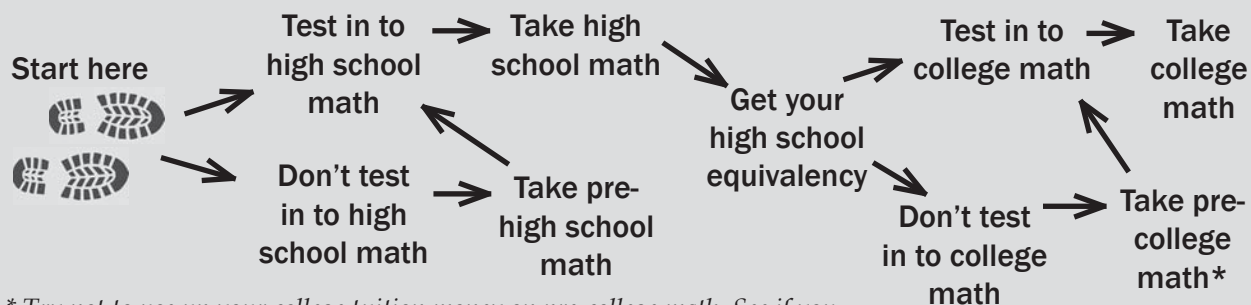 Start here
Test in to
high school
math
Take high
school math
Don't test
in to high
school math
Take pre-
high school
math
Get your
high school
equivalency
Test in to
college math
Take
college
math
Don't test
in to college
math
Take pre-
college
math*